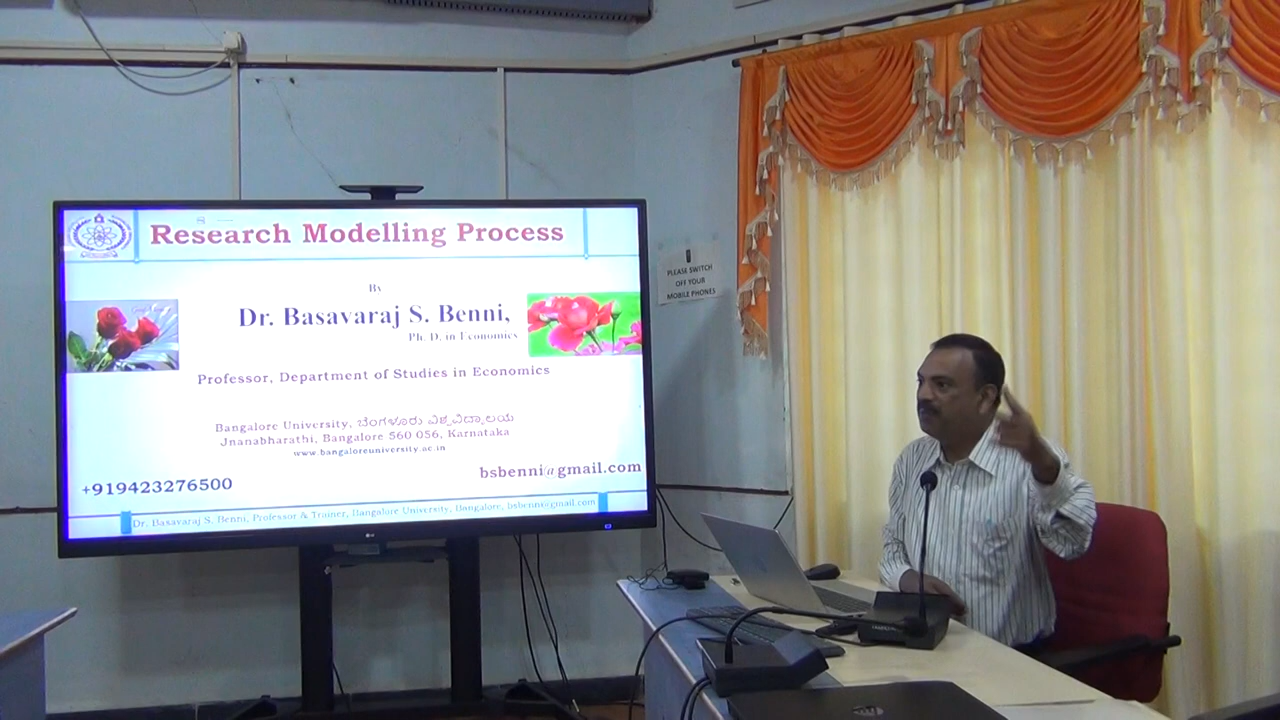 Research Modelling Process
By
Dr. Basavaraj S. Benni,
Ph. D. in Economics
Professor, Department of Studies in Economics
Bangalore University, ಬೆಂಗಳೂರು ವಿಶ್ವವಿದ್ಯಾಲಯ
Jnanabharathi, Bangalore 560 056, Karnataka
www.bangaloreuniversity.ac.in
+919423276500
bsbenni@gmail.com
Dr. Basavaraj S. Benni, Professor & Trainer, Bangalore University, Bangalore, bsbenni@gmail.com
LG
PLEASE SWITCH
OFF YOUR
MOBILE PHONES
DELL